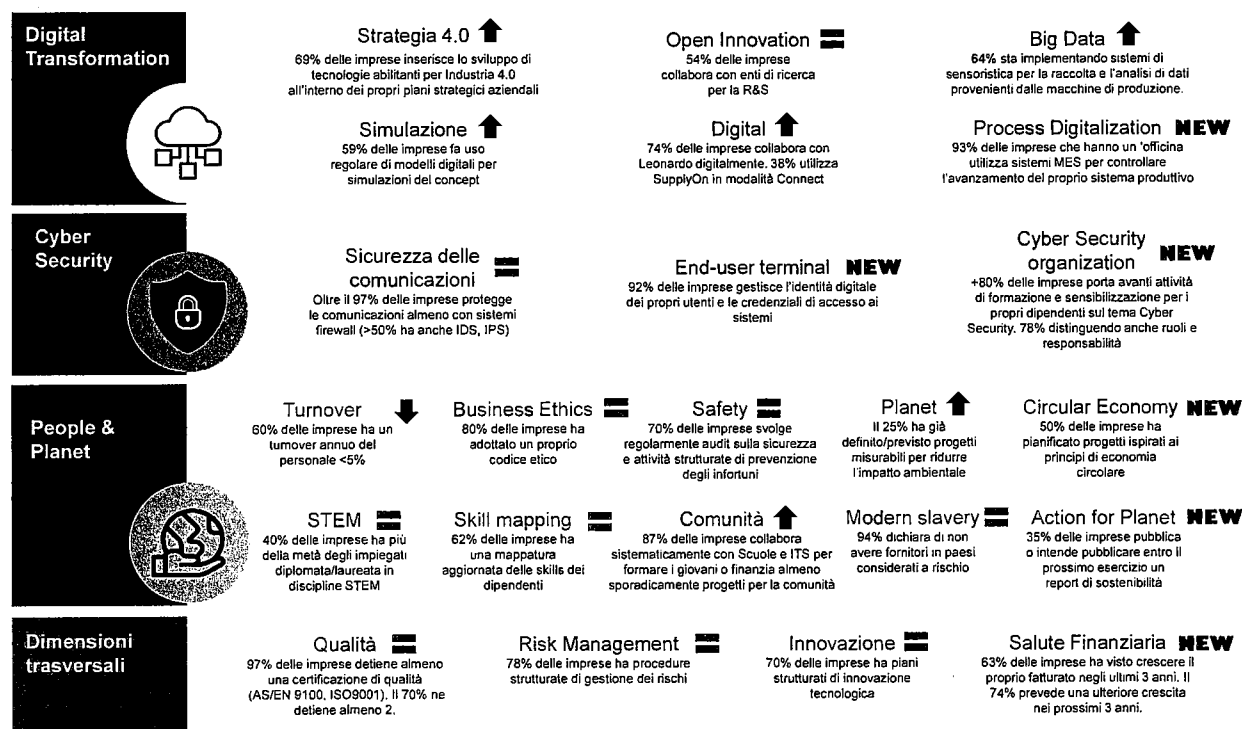 Digital
Transformation
Strategia 4.0
69% delle imprese inserisce lo sviluppo di
tecnologie abilitanti per Industria 4.0
all'interno dei propri piani strategici aziendali
Open Innovation
54% delle imprese
collabora con enti di ricerca
per la R&S
Big Data
64% sta implementando sistemi di
sensoristica per la raccolta e l'analisi di dati
provenienti dalle macchine di produzione.
Simulazione
59% delle imprese fa uso
regolare di modelli digitali per
simulazioni del concept
Digital
74% delle imprese collabora con
Leonardo digitalmente. 38% utilizza
SupplyOn in modalità Connect
Process Digitalization NEW
93% delle imprese che hanno un 'officina
utilizza sistemi MES per controllare
l'avanzamento del proprio sistema produttivo
Cyber
Security
Sicurezza delle
comunicazioni
Oltre il 97% delle imprese protegge
le comunicazioni almeno con sistemi
firewall (>50% ha anche IDS, IPS)
End-user terminal NEW
92% delle imprese gestisce l'identità digitale
dei propri utenti e le credenziali di accesso ai
sistemi
Cyber Security
organization NEW
+80% delle imprese porta avanti attività
di formazione e sensibilizzazione per i
propri dipendenti sul tema Cyber
Security. 78% distinguendo anche ruoli e
responsabilità
People &
Planet
Turnover
60% delle imprese ha un
turnover annuo del
personale <5%
Business Ethics
80% delle imprese ha
adottato un proprio
codice etico
Safety
70% delle imprese svolge
regolarmente audit sulla sicurezza
e attività strutturate di prevenzione
degli infortuni
Planet
Il 25% ha già
definito/previsto progetti
misurabili per ridurre
l'impatto ambientale
Circular Economy NEW
50% delle imprese ha
pianificato progetti ispirati ai
principi di economia
circolare
STEM
40% delle imprese ha più
della metà degli impiegati
diplomata/laureata in
discipline STEM
Skill mapping
62% delle imprese ha
una mappatura
aggiornata delle skills dei
dipendenti
Comunità
87% delle imprese collabora
sistematicamente con Scuole e ITS per
formare i giovani o finanzia almeno
sporadicamente progetti per la comunità
Modern slavery
94% dichiara di non
avere fornitori in paesi
considerati a rischio
Action for Planet NEW
35% delle imprese pubblica
o intende pubblicare entro il
prossimo esercizio un
report di sostenibilità
Dimensioni
trasversali
Qualità
97% delle imprese detiene almeno
una certificazione di qualità
(AS/EN 9100, ISO9001). Il 70% ne
detiene almeno 2.
Risk Management
78% delle imprese ha procedure
strutturate di gestione dei rischi
Innovazione
70% delle imprese ha piani
strutturati di innovazione
tecnologica
Salute Finanziaria NEW
63% delle imprese ha visto crescere il
proprio fatturato negli ultimi 3 anni. Il
74% prevede una ulteriore crescita
nei prossimi 3 anni.